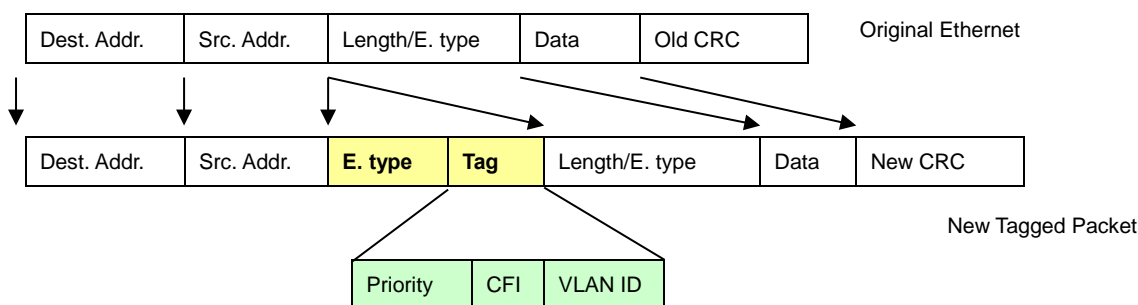 Dest. Addr. Src. Addr. Length/E. type Data Old CRC Original Ethernet
Dest. Addr. Src. Addr. E. type Tag Length/E. type Data New CRC
New Tagged Packet
Priority CFI VLAN ID